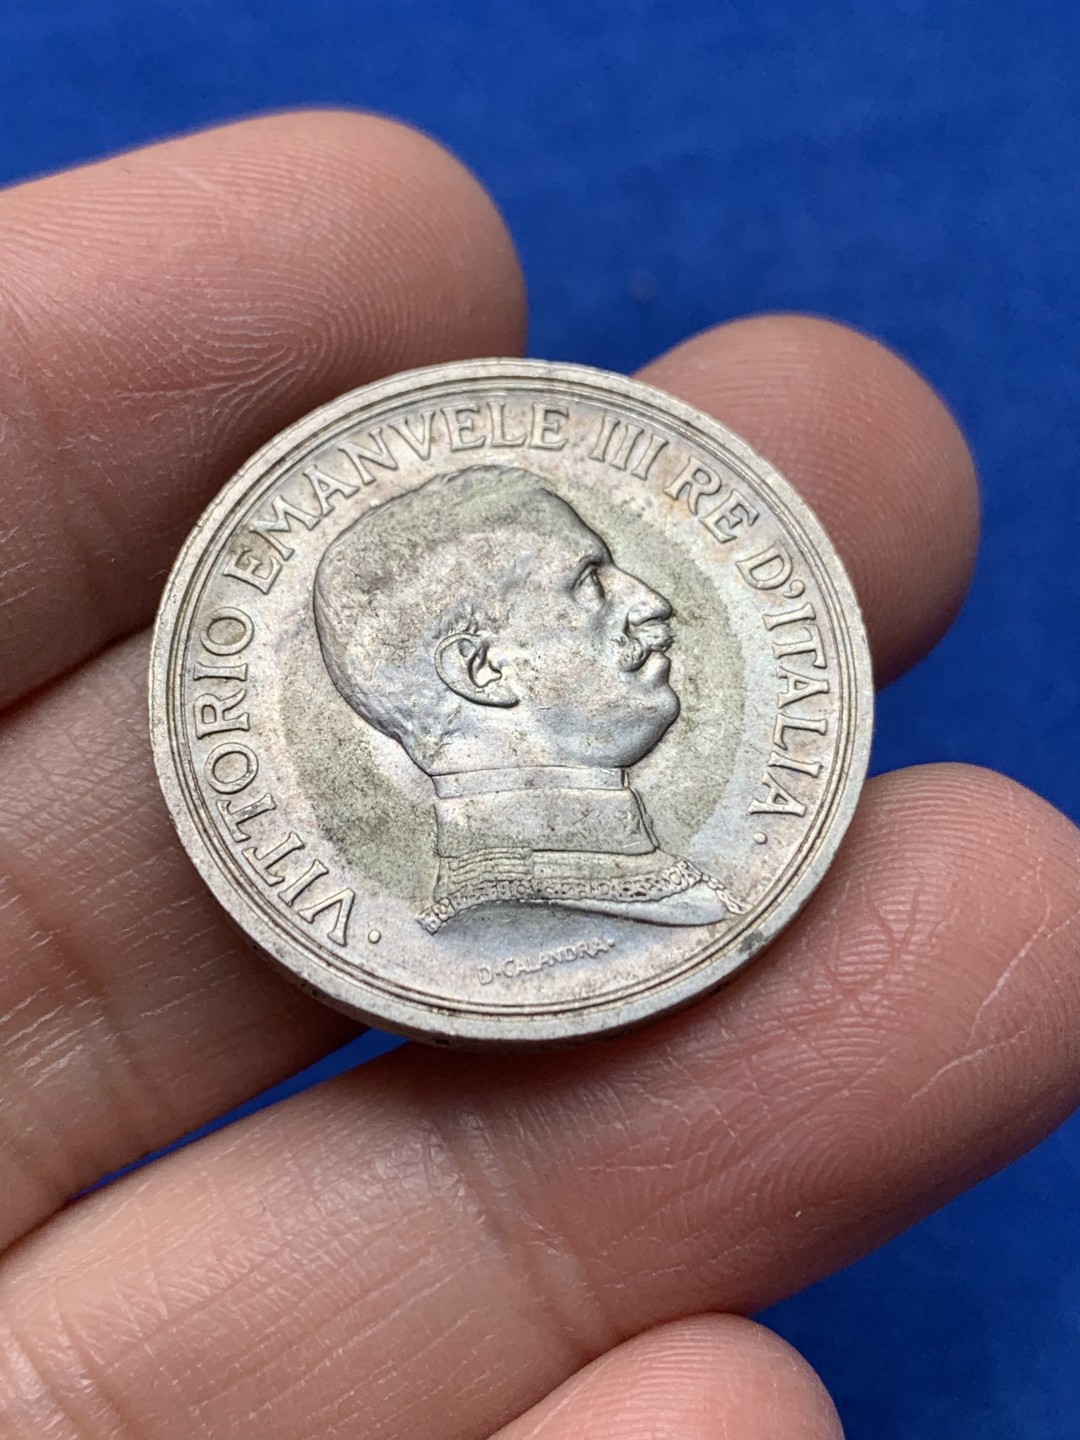 · VITTORIO EMANVELE III RE D'ITALIA ·
D · CALANDRA ·